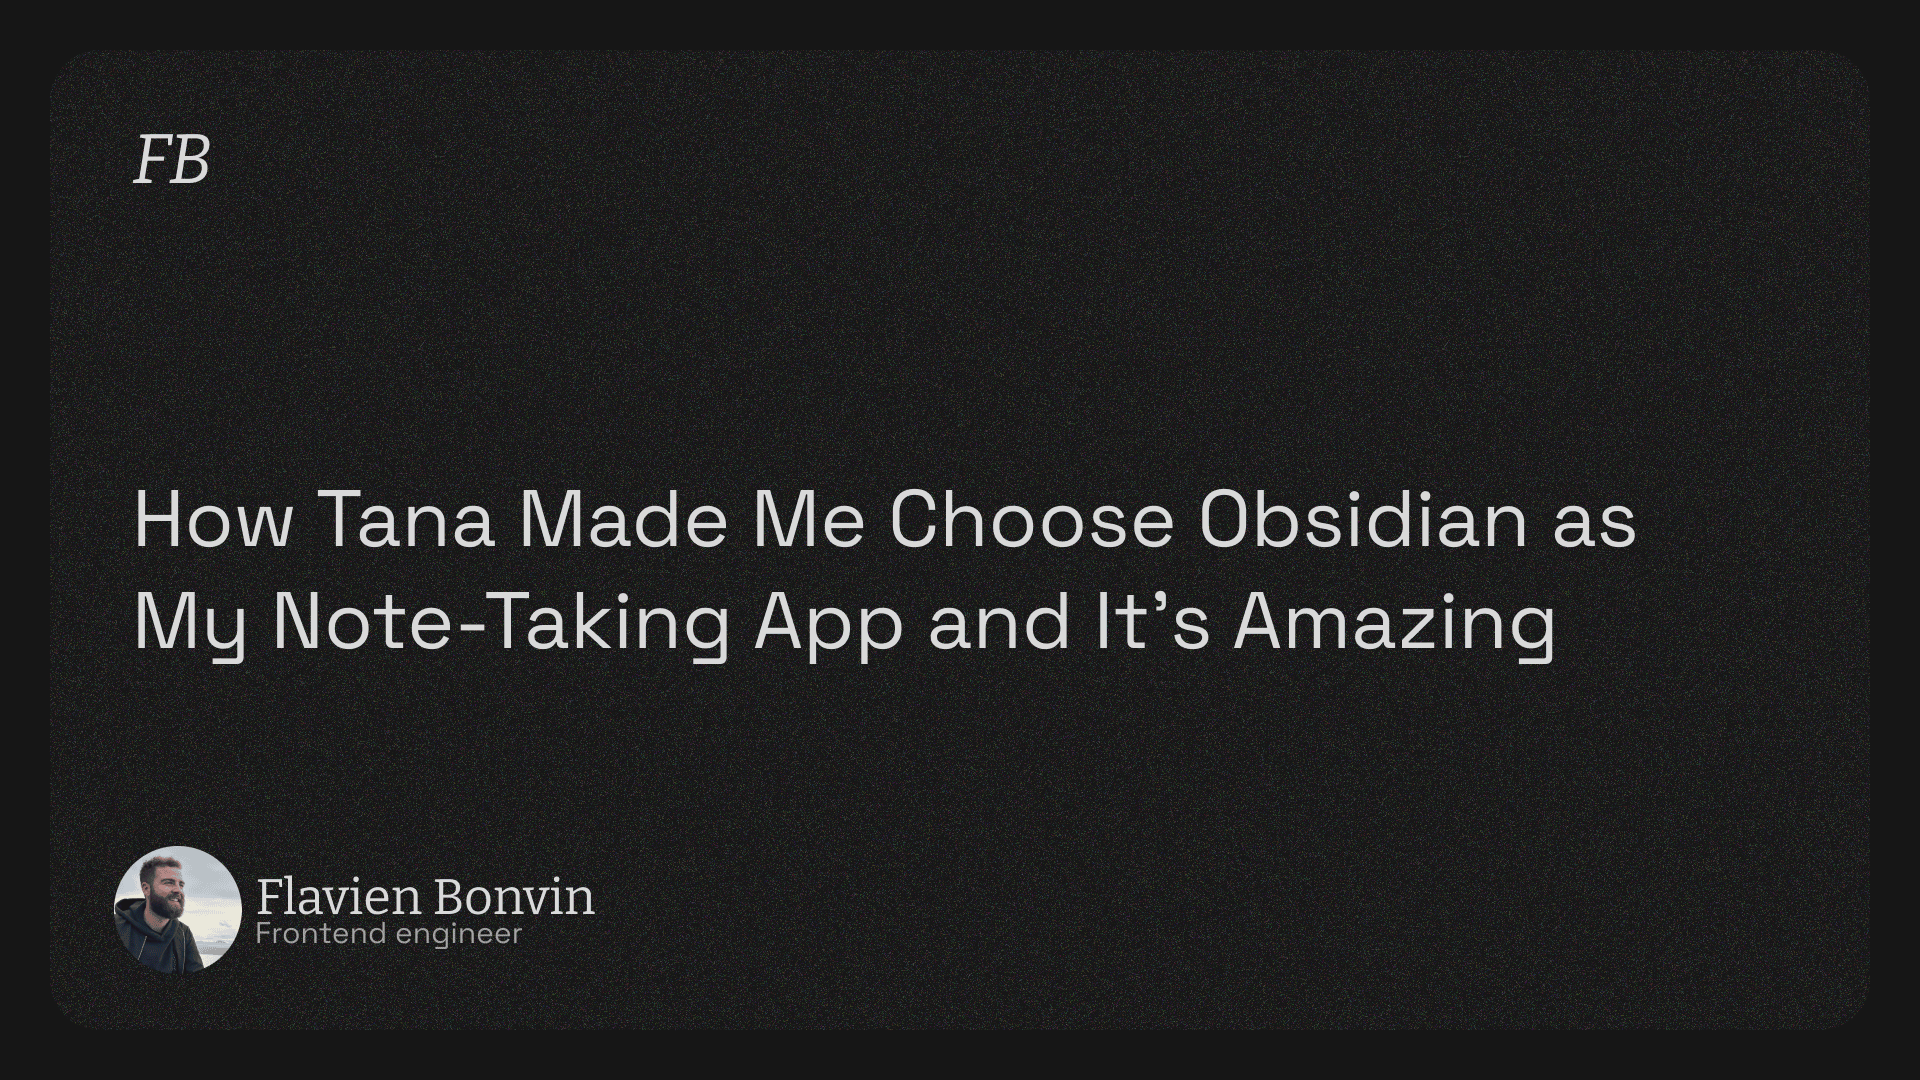 FB
How Tana Made Me Choose Obsidian as
My Note-Taking App and It’s Amazing
Flavien Bonvin
Frontend engineer